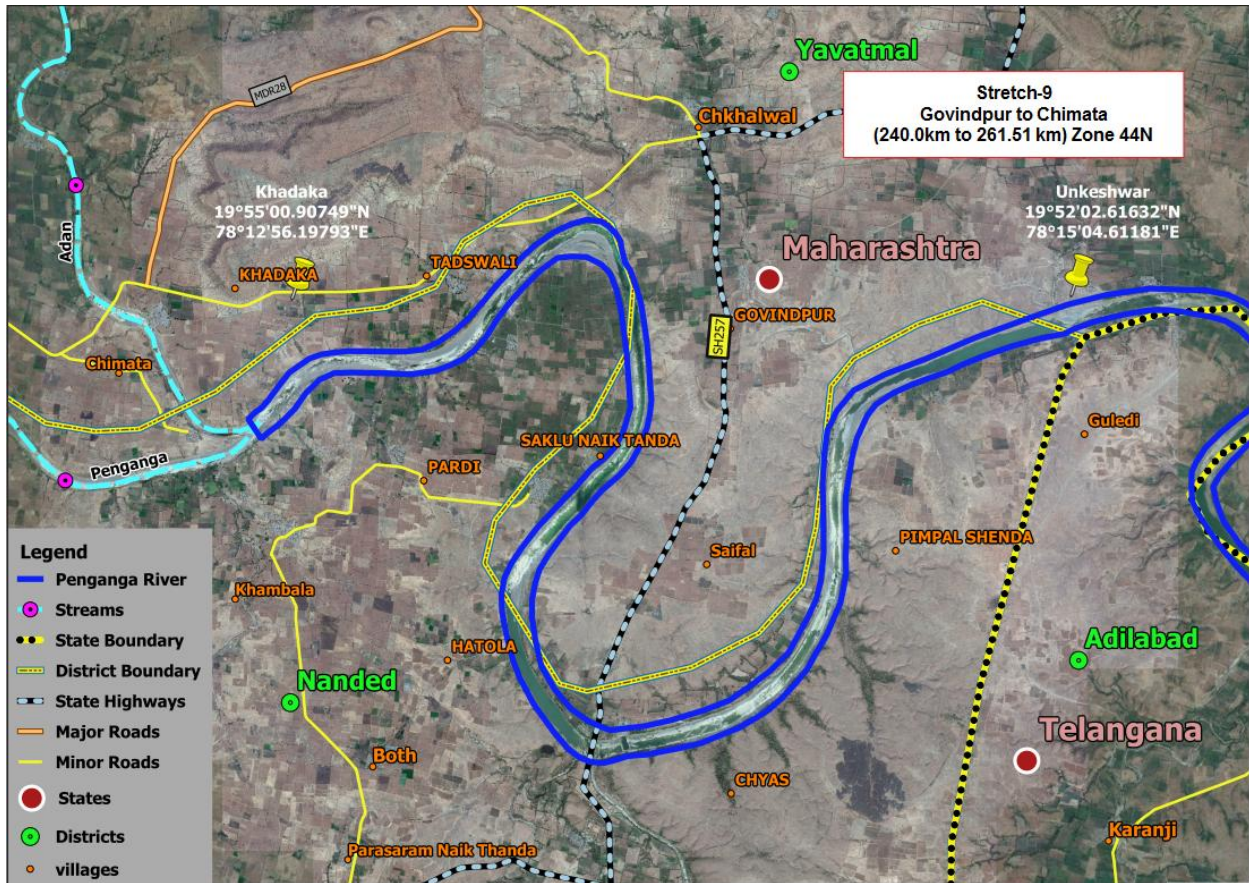 Yavatmal
Stretch-9
Govindpur to Chimata
(240.0km to 261.51 km) Zone 44N
MDR28
Chkhalwal
Khadaka
19°55'00.90749"N
78°12'56.19793"E
Unkeshwar
19°52'02.61632"N
78°15'04.61181"E
Adan
Maharashtra
TADSWALI
KHADAKA
GOVINDPUR
SH257
Chimata
Guledi
SAKLU NAIK TANDA
Penganga
PARDI
PIMPAL SHENDA
Saifal
Khambala
HATOLA
Adilabad
Nanded
Telangana
Both
CHYAS
Karanji
Parasaram Naik Thanda
Legend
Penganga River
Streams
State Boundary
District Boundary
State Highways
Major Roads
Minor Roads
States
Districts
villages